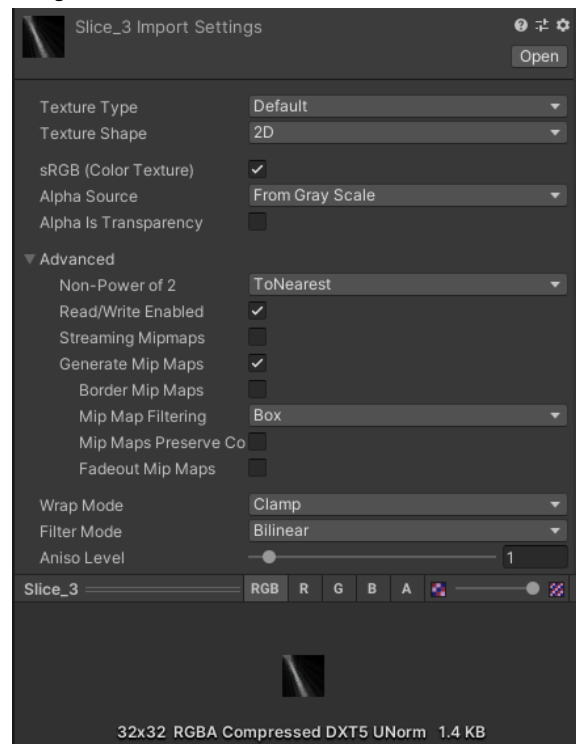 Slice_3 Import Settings
Open
Texture Type Default
Texture Shape 2D
sRGB (Color Texture)
Alpha Source From Gray Scale
Alpha Is Transparency
Advanced
Non-Power of 2 ToNearest
Read/Write Enabled
Streaming Mipmaps
Generate Mip Maps
Border Mip Maps
Mip Map Filtering Box
Mip Maps Preserve Co
Fadeout Mip Maps
Wrap Mode Clamp
Filter Mode Bilinear
Aniso Level 1
Slice_3 RGB R G B A
32x32 RGBA Compressed DXT5 UNorm 1.4 KB